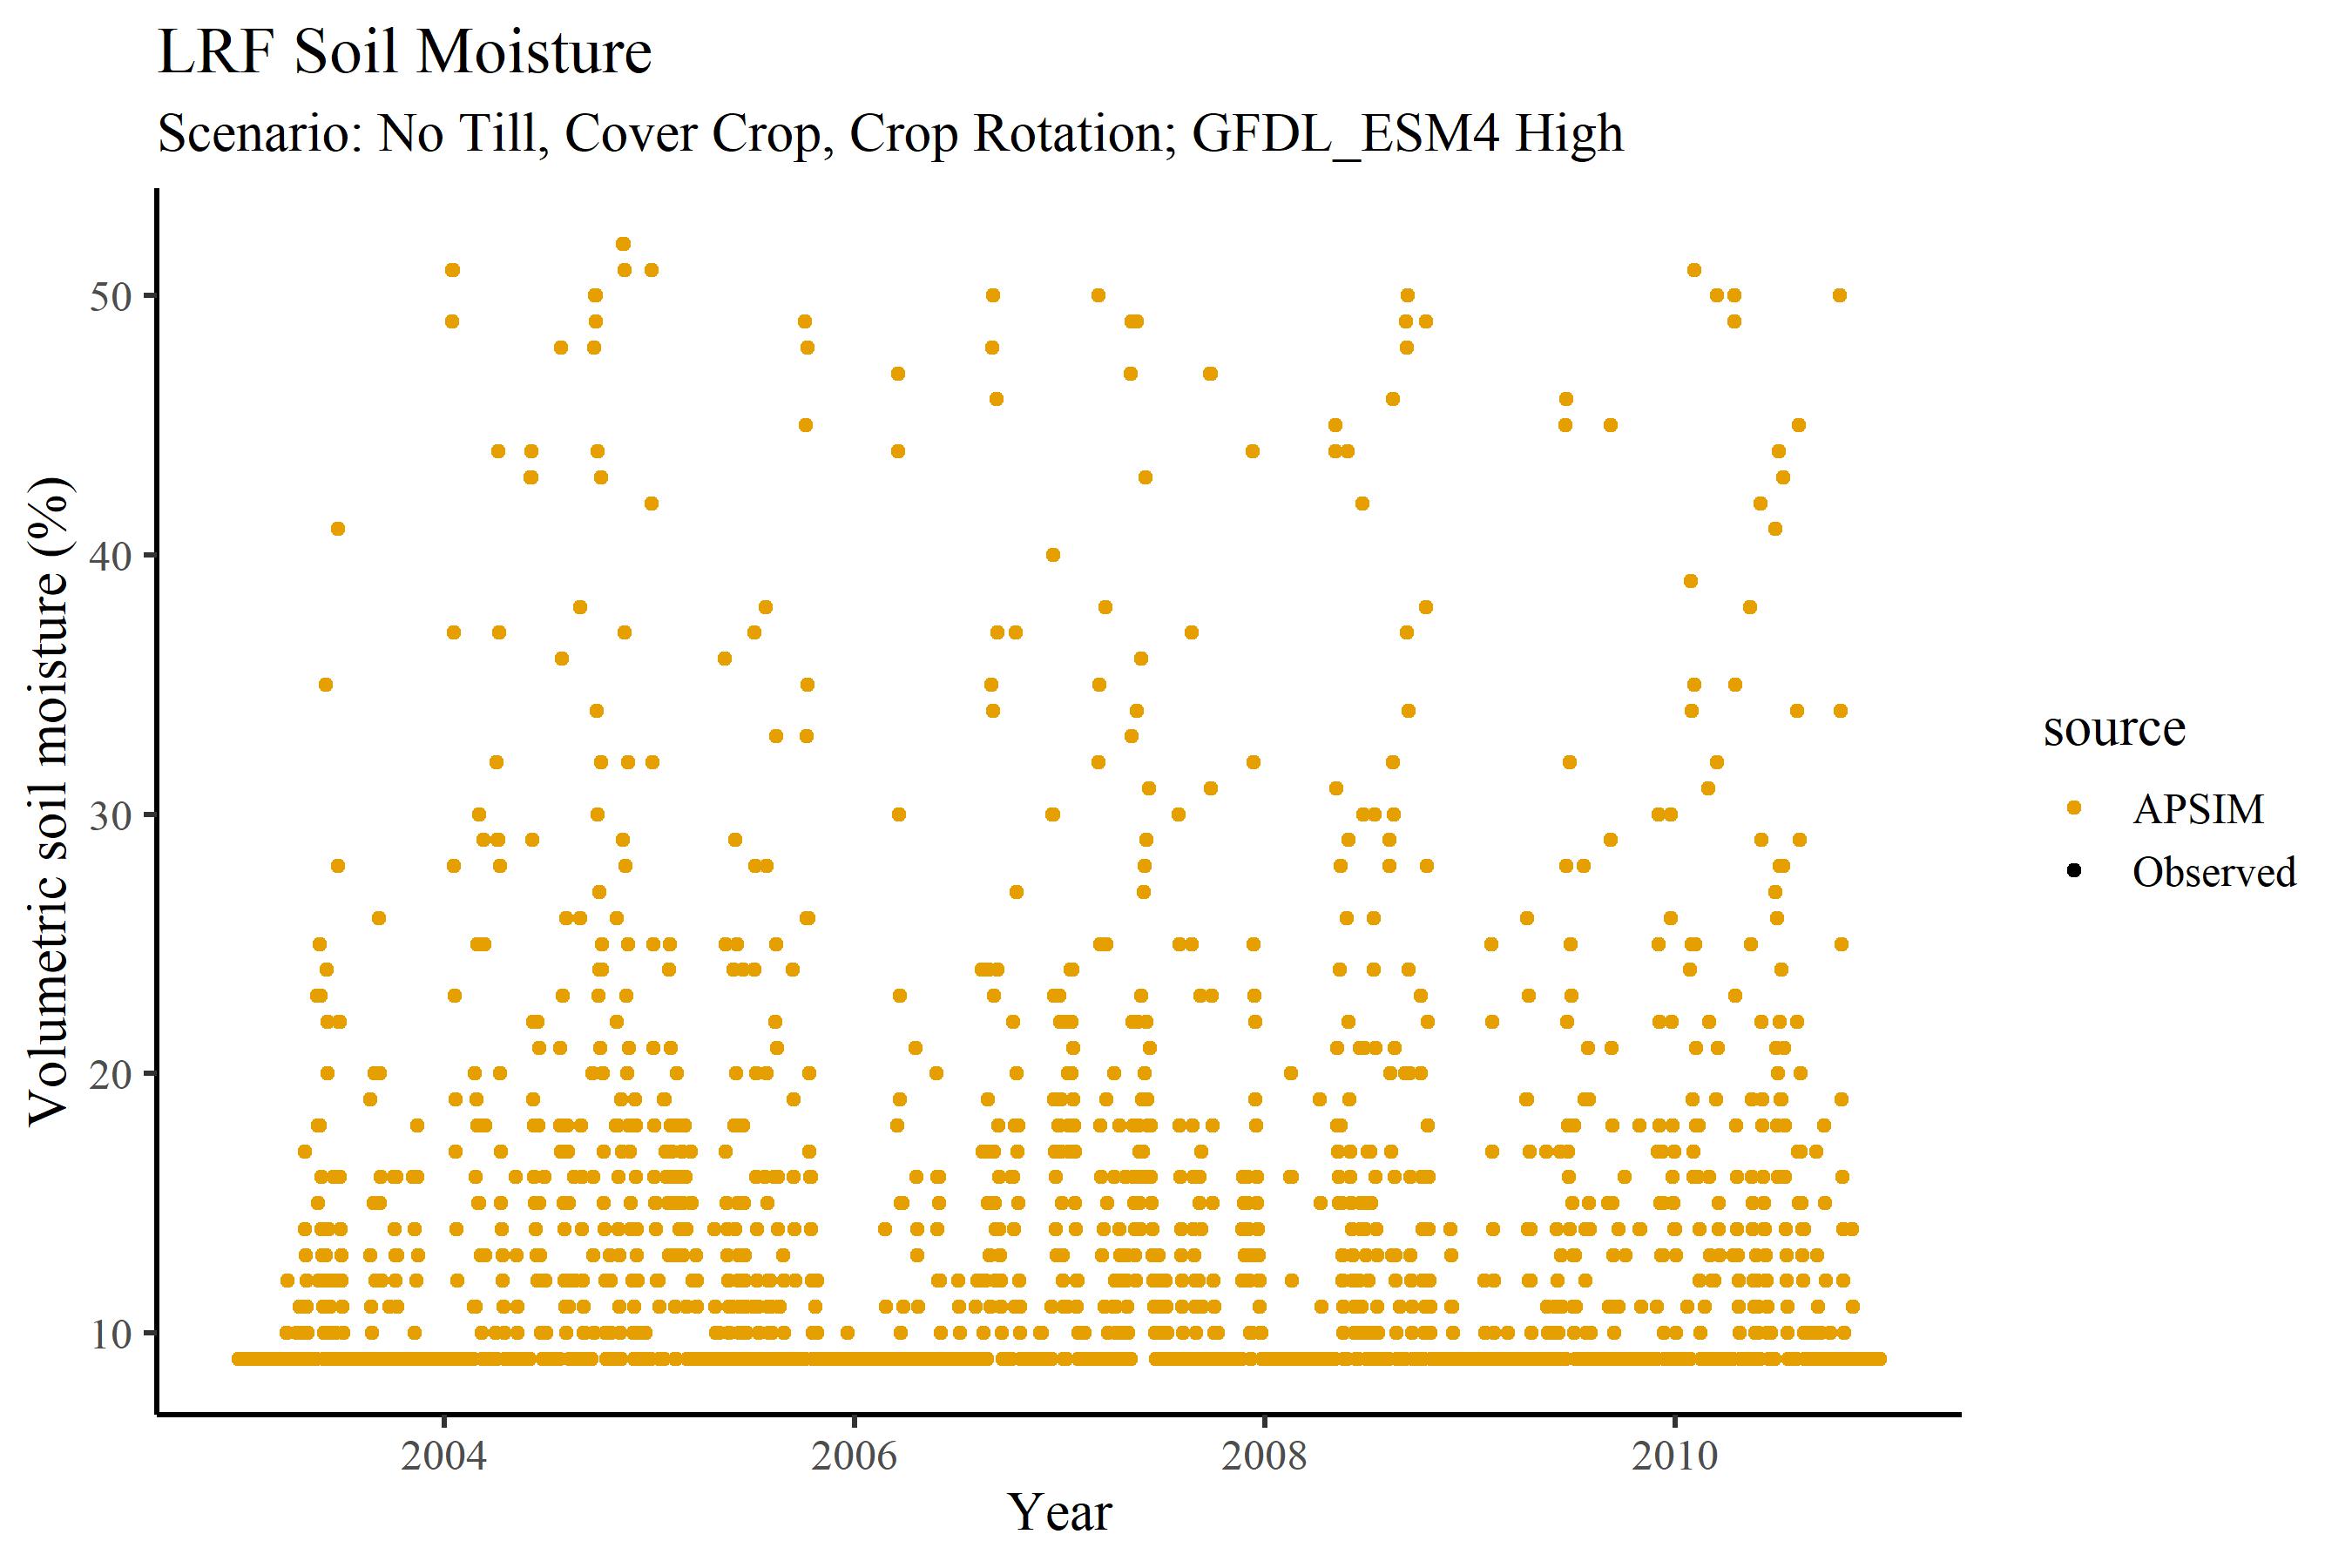 LRF Soil Moisture
Scenario: No Till, Cover Crop, Crop Rotation; GFDL_ESM4 High
Volumetric soil moisture (%)
50
40
30
20
10
2004 2006 2008 2010
Year
source
APSIM
Observed